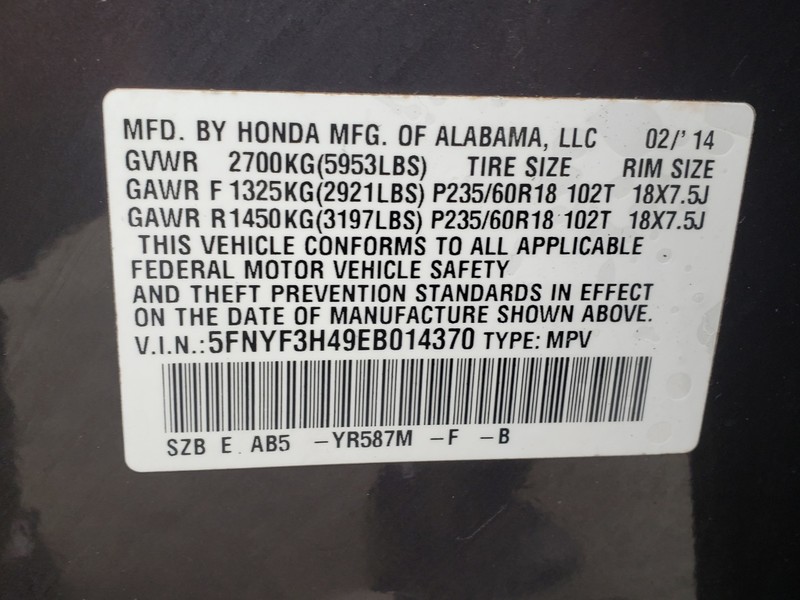 MFD. BY HONDA MFG. OF ALABAMA, LLC 02/'14
GVWR 2700KG(5953LBS) TIRE SIZE RIM SIZE
GAWR F 1325KG(2921LBS) P235/60R18 102T 18X7.5J
GAWR R1450KG(3197LBS) P235/60R18 102T 18X7.5J
THIS VEHICLE CONFORMS TO ALL APPLICABLE
FEDERAL MOTOR VEHICLE SAFETY
AND THEFT PREVENTION STANDARDS IN EFFECT
ON THE DATE OF MANUFACTURE SHOWN ABOVE.
V.I.N.: 5FNYF3H49EB014370 TYPE: MPV
SZB E AB5 -YR587M -F -B